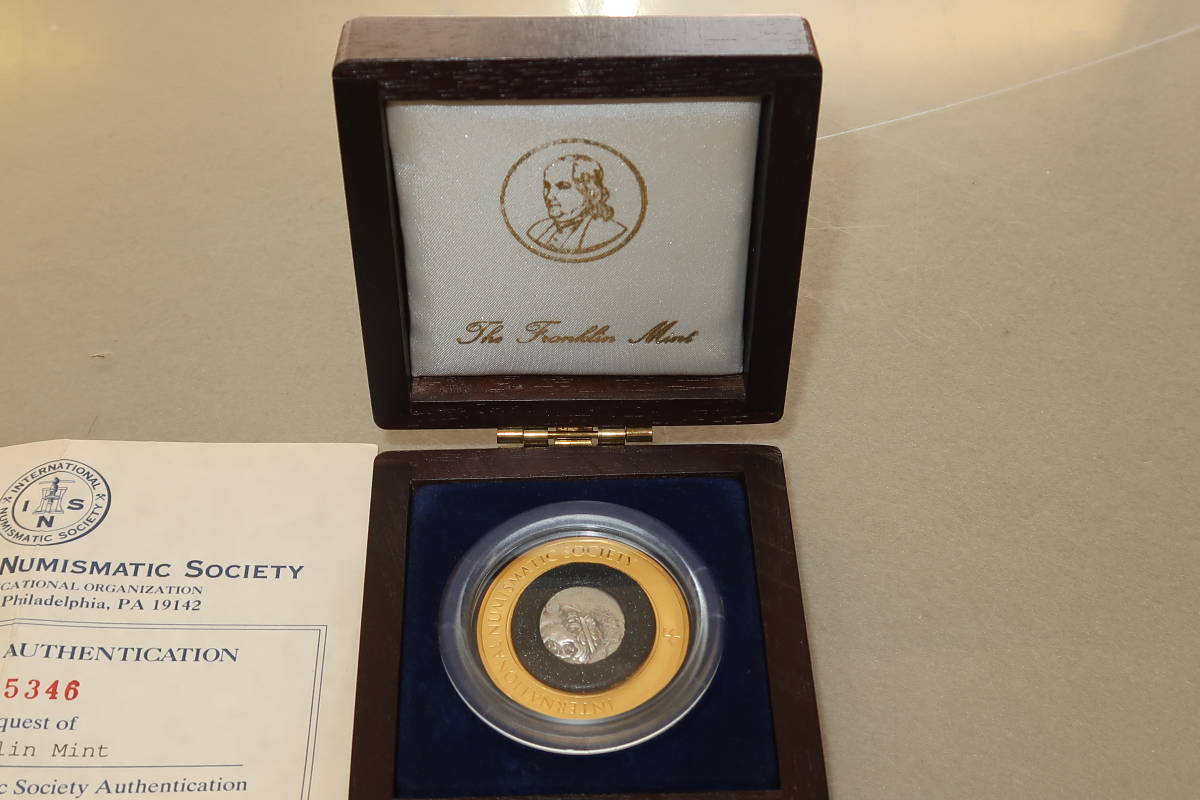 The Franklin Mint
INTERNATIONAL
NUMISMATIC SOCIETY
I N S
NUMISMATIC SOCIETY
CATIONAL ORGANIZATION
Philadelphia, PA 19142
AUTHENTICATION
5346
quest of
lin Mint
c Society Authentication
INTERNATIONAL NUMISMATIC SOCIETY